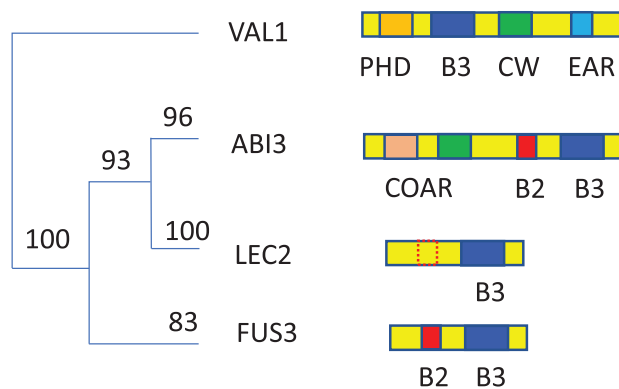 VAL1
PHD B3 CW EAR
96
ABI3
93
COAR B2 B3
100
100
LEC2
B3
83
FUS3
B2 B3